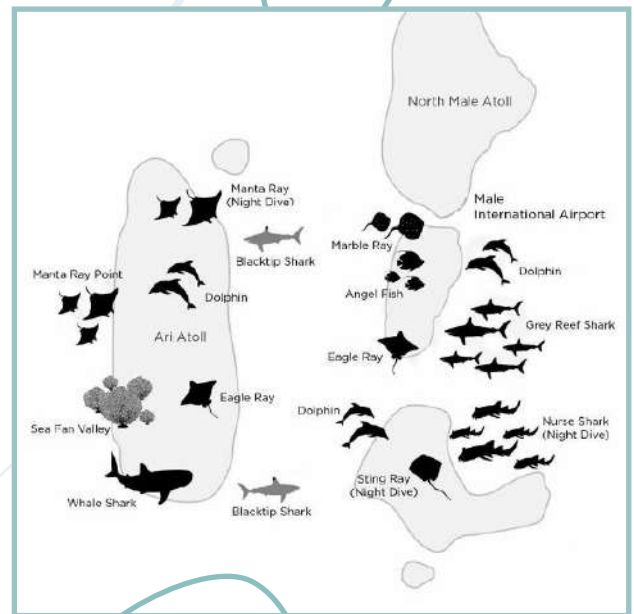 North Male Atoll
Manta Ray
(Night Dive)
Male
International Airport
Marble Ray
Blacktip Shark
Manta Ray Point
Dolphin
Dolphin
Angel Fish
Ari Atoll
Grey Reef Shark
Eagle Ray
Eagle Ray
Dolphin
Sea Fan Valley
Nurse Shark
(Night Dive)
Sting Ray
(Night Dive)
Whale Shark
Blacktip Shark